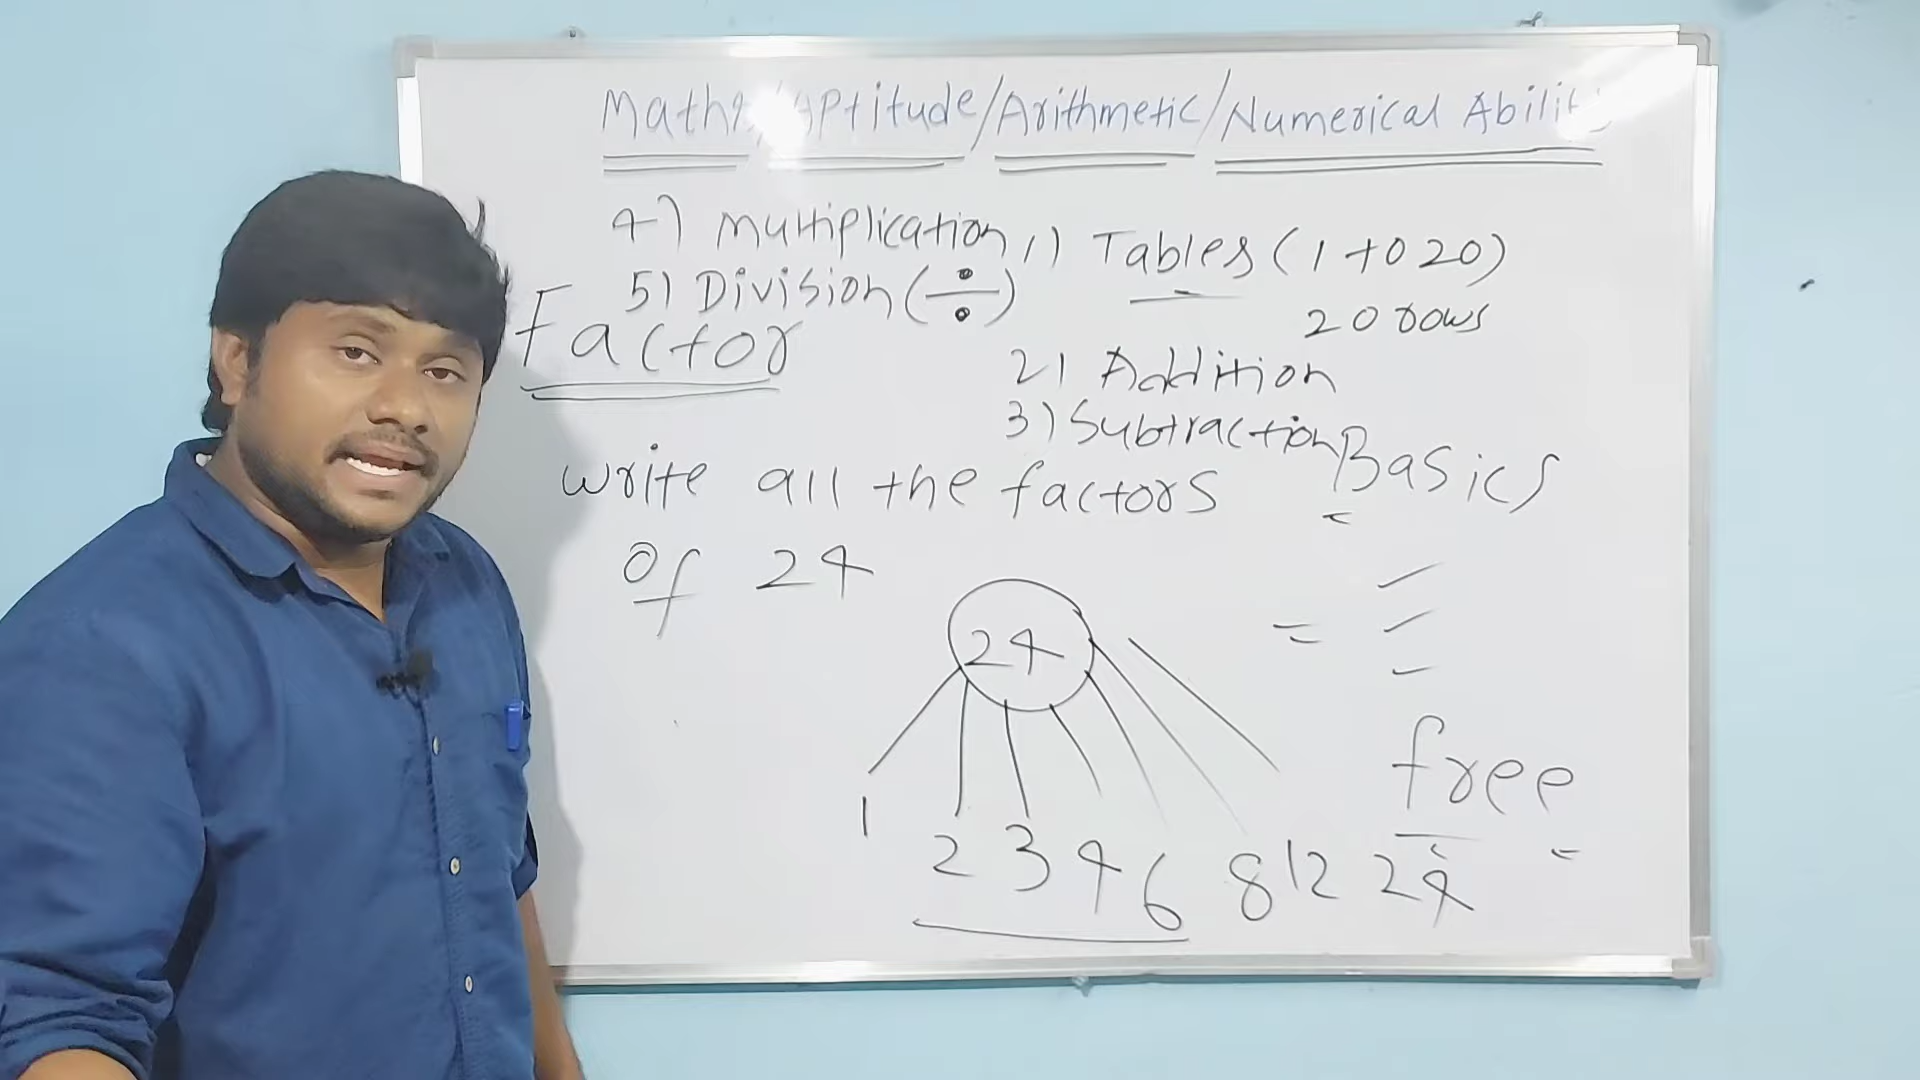 Maths/Aptitude/Arithmetic/Numerical Ability
4) Multiplication
5) Division (÷)
1) Tables (1 to 20)
20 rows
2) Addition
3) Subtraction
Basics
Factor
write all the factors
of 24
24
1 2 3 4 6 8 12 24
free